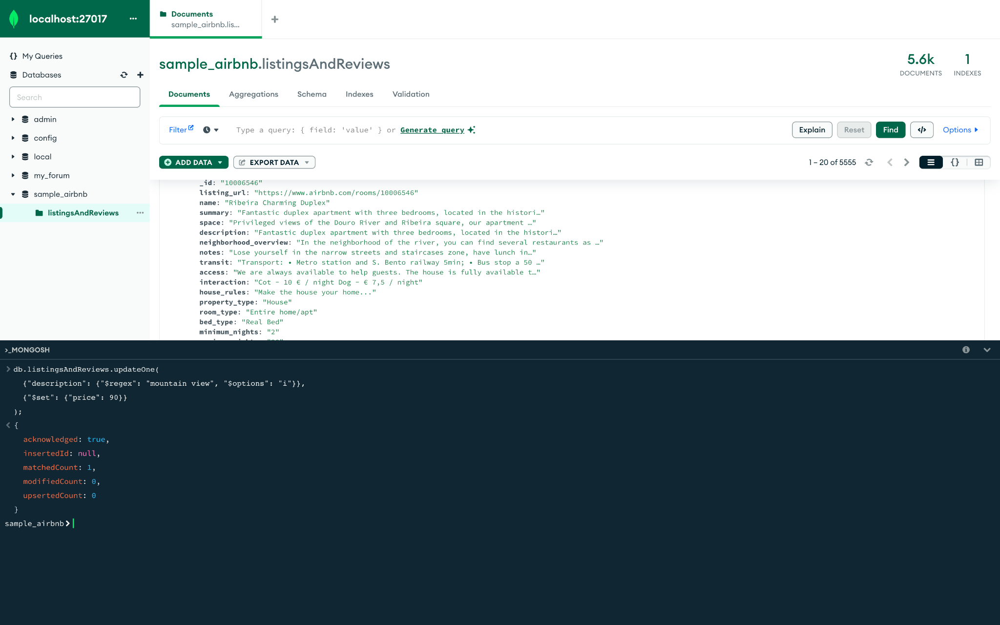 localhost:27017
Documents
sample_airbnb.lis...
My Queries
Databases
Search
admin
config
local
my_forum
sample_airbnb
listingsAndReviews
sample_airbnb.listingsAndReviews
5.6k
DOCUMENTS
1
INDEXES
Documents Aggregations Schema Indexes Validation
Filter Type a query: { field: 'value' } or Generate query Explain Reset Find </> Options
ADD DATA EXPORT DATA 1 – 20 of 5555 {}
_id: "10006546"
listing_url: "https://www.airbnb.com/rooms/10006546"
name: "Ribeira Charming Duplex"
summary: "Fantastic duplex apartment with three bedrooms, located in the histori…"
space: "Privileged views of the Douro River and Ribeira square, our apartment …"
description: "Fantastic duplex apartment with three bedrooms, located in the histori…"
neighborhood_overview: "In the neighborhood of the river, you can find several restaurants as …"
notes: "Lose yourself in the narrow streets and staircases zone, have lunch in…"
transit: "Transport: • Metro station and S. Bento railway 5min; • Bus stop a 50 …"
access: "We are always available to help guests. The house is fully available t…"
interaction: "Cot - 10 € / night Dog - € 7,5 / night"
house_rules: "Make the house your home..."
property_type: "House"
room_type: "Entire home/apt"
bed_type: "Real Bed"
minimum_nights: "2"
>_MONGOSH
> db.listingsAndReviews.updateOne(
{"description": {"$regex": "mountain view", "$options": "i"}},
{"$set": {"price": 90}}
);
< {
acknowledged: true,
insertedId: null,
matchedCount: 1,
modifiedCount: 0,
upsertedCount: 0
}
sample_airbnb>